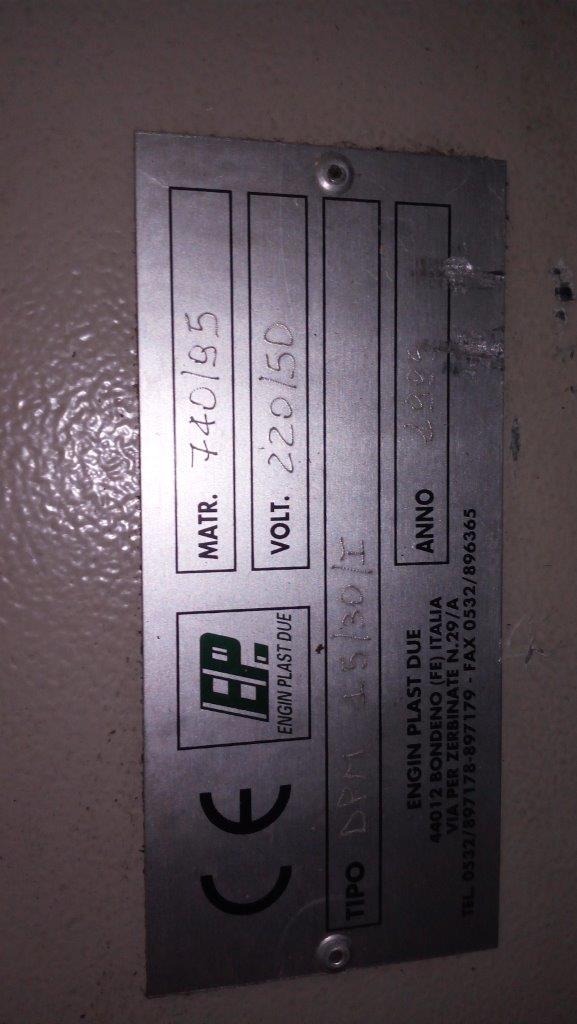 CE
EP.
ENGIN PLAST DUE
MATR. 740/95
VOLT. 220/50
TIPO DPM 15/30/I
ENGIN PLAST DUE
44012 BONDENO (FE) ITALIA
VIA PER ZERBINATE N.29/A
TEL. 0532/897178-897179 - FAX 0532/896365
ANNO 1995